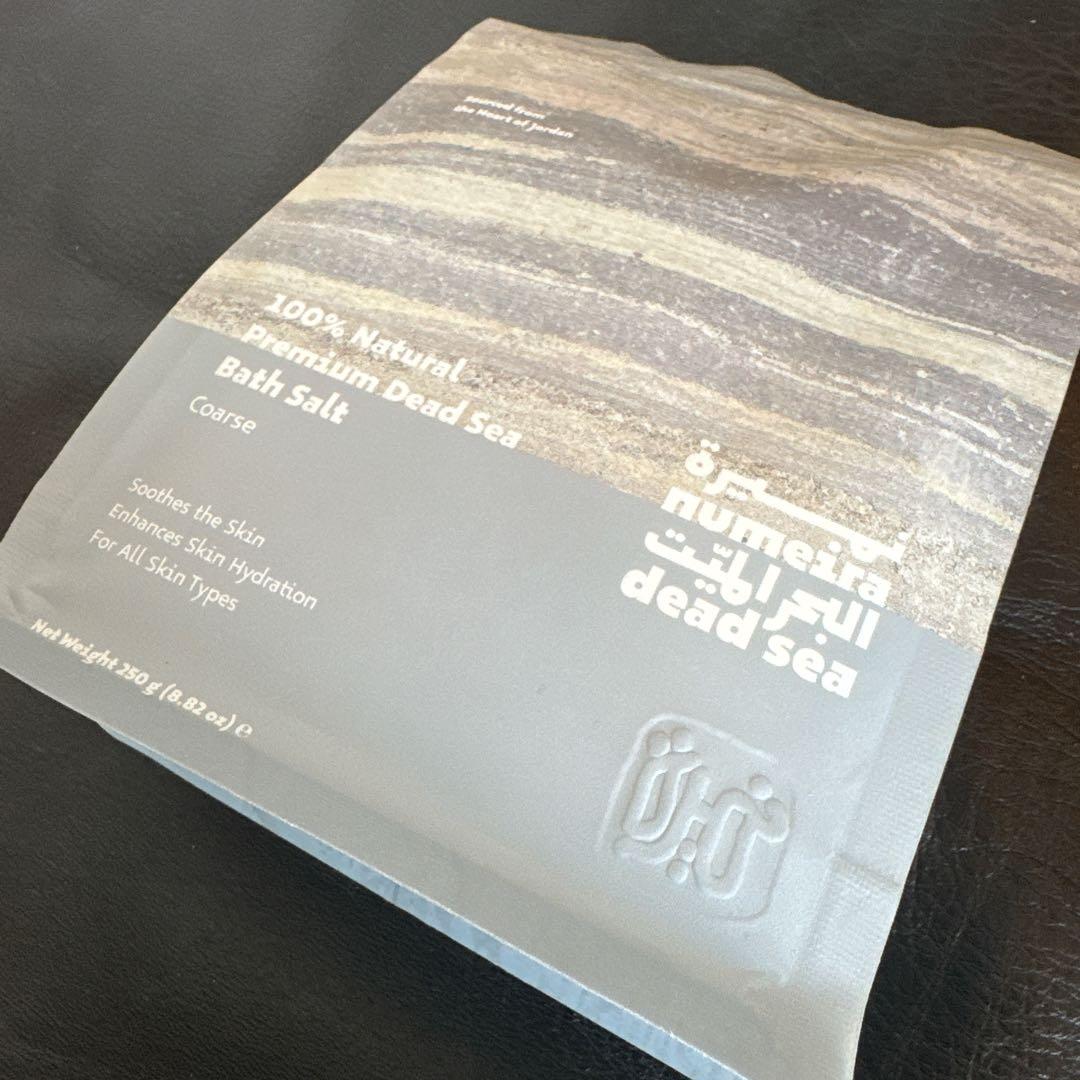 Sourced from
the Heart of Jordan
100% Natural
Premium Dead Sea
Bath Salt
Coarse
Soothes the Skin
Enhances Skin Hydration
For All Skin Types
Net Weight 250 g (8.82 oz) ℮
نميرة
numeira
البحر الميّت
dead sea